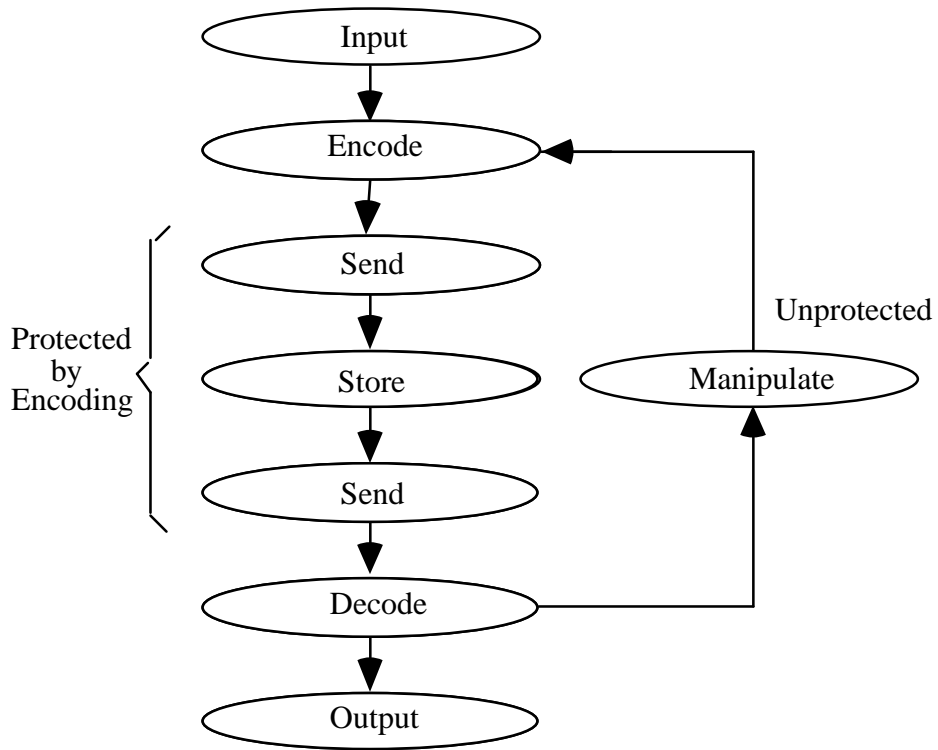 Input
Encode
Send
Unprotected
Protected
by
Encoding
Store
Manipulate
Send
Decode
Output